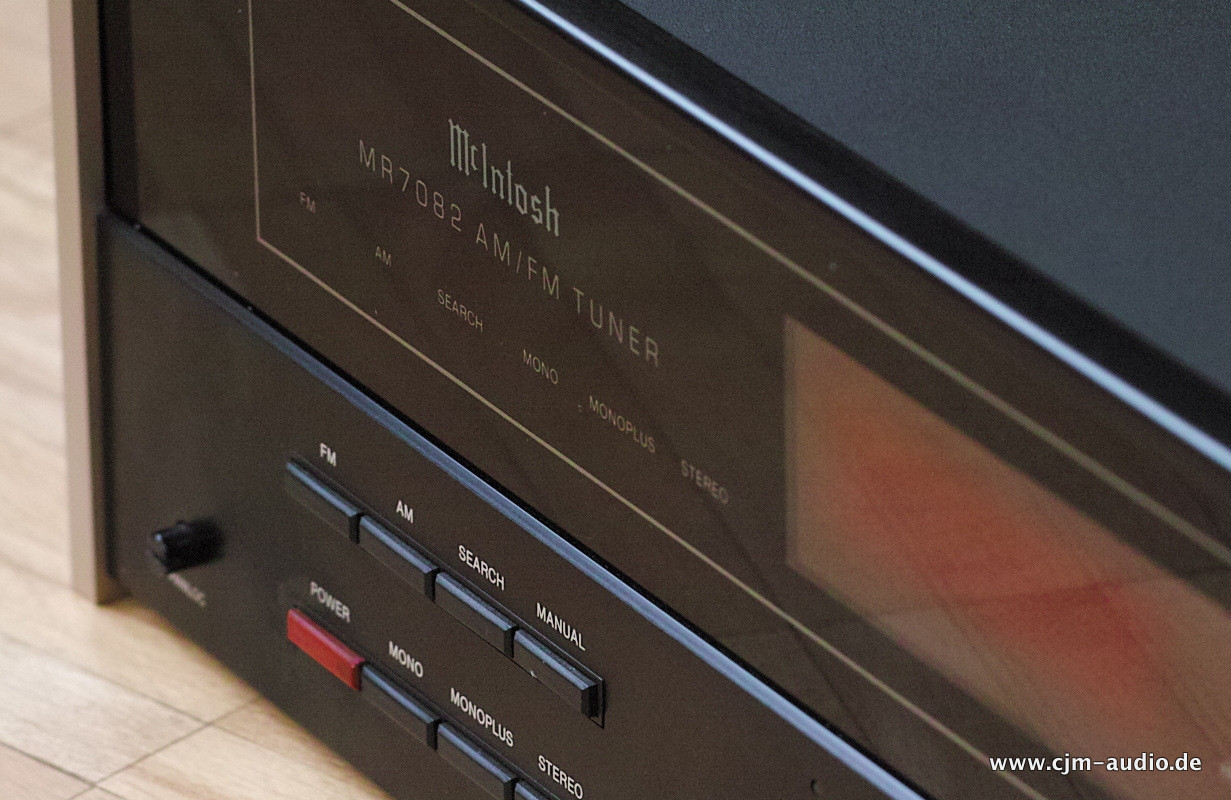 McIntosh
MR7082 AM/FM TUNER
FM
AM
SEARCH
MONO
MONOPLUS
STEREO
FM
AM
SEARCH
MANUAL
POWER
MONO
MONOPLUS
STEREO
www.cjm-audio.de